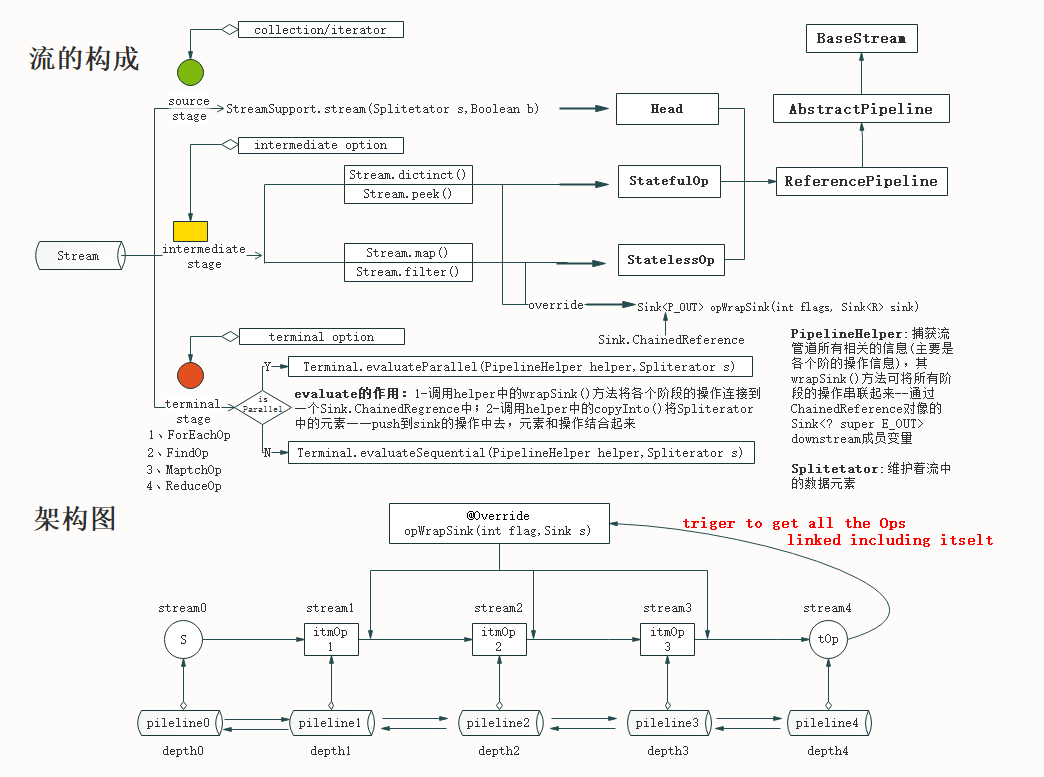 流的构成
collection/iterator
source
stage
StreamSupport.stream(Splitetator s,Boolean b)
Head
BaseStream
AbstractPipeline
ReferencePipeline
intermediate option
Stream.dictinct()
Stream.peek()
StatefulOp
Stream
intermediate
stage
Stream.map()
Stream.filter()
StatelessOp
override
Sink<P_OUT> opWrapSink(int flags, Sink<R> sink)
Sink.ChainedReference
terminal option
terminal
stage
1、ForEachOp
2、FindOp
3、MaptchOp
4、ReduceOp
is
Parallel
Y
Terminal.evaluateParallel(PipelineHelper helper,Spliterator s)
evaluate的作用：1-调用helper中的wrapSink()方法将各个阶段的操作连接到
一个Sink.ChainedRegrence中；2-调用helper中的copyInto()将Spliterator
中的元素一一push到sink的操作中去，元素和操作结合起来
N
Terminal.evaluateSequential(PipelineHelper helper,Spliterator s)
PipelineHelper:捕获流
管道所有相关的信息(主要是
各个阶的操作信息)，其
wrapSink()方法可将所有阶
段的操作串联起来--通过
ChainedReference对像的
Sink<? super E_OUT>
downstream成员变量
Splitetator:维护着流中
的数据元素
架构图
@Override
opWrapSink(int flag,Sink s)
triger to get all the Ops
linked including itselt
stream0
stream1
stream2
stream3
stream4
S
itmOp
1
itmOp
2
itmOp
3
tOp
pileline0
pileline1
pileline2
pileline3
pileline4
depth0
depth1
depth2
depth3
depth4